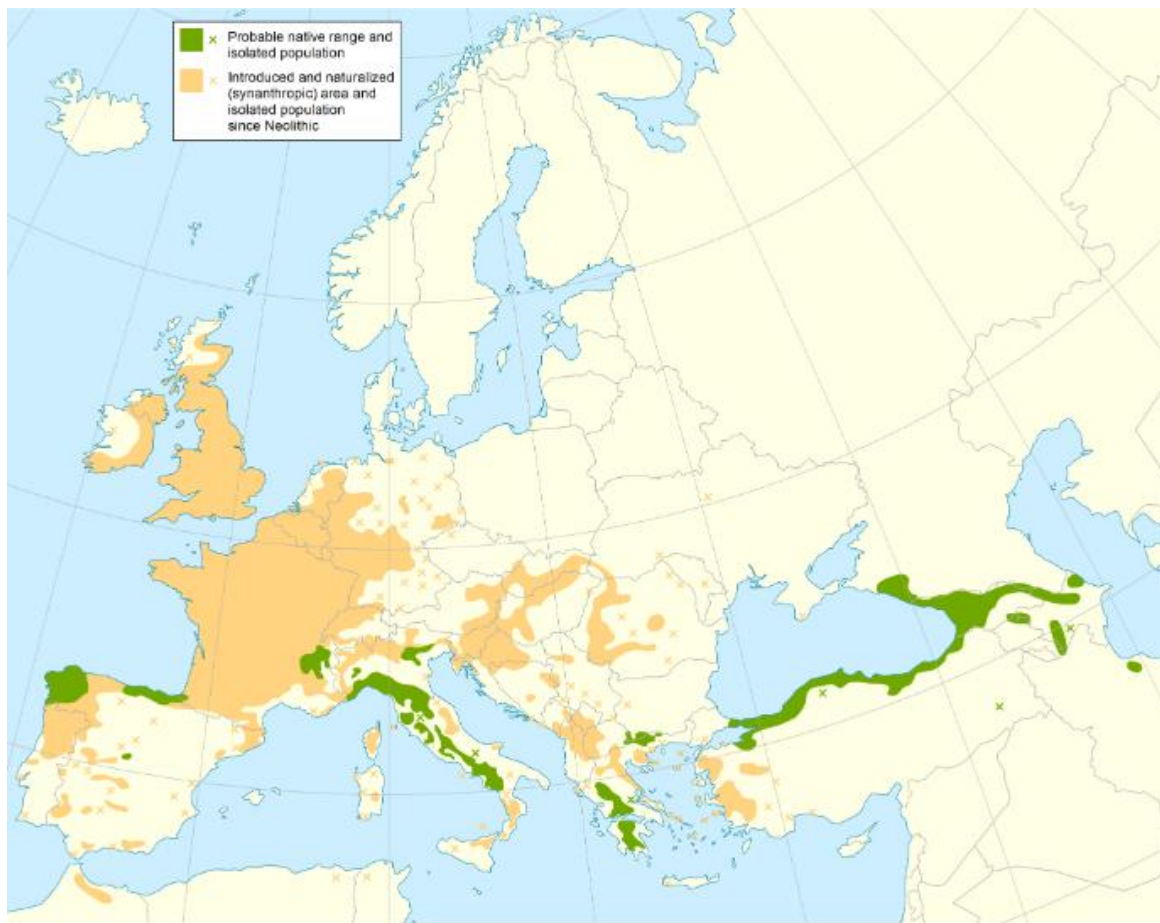 Probable native range and
isolated population
Introduced and naturalized
(synanthropic) area and
isolated population
since Neolithic